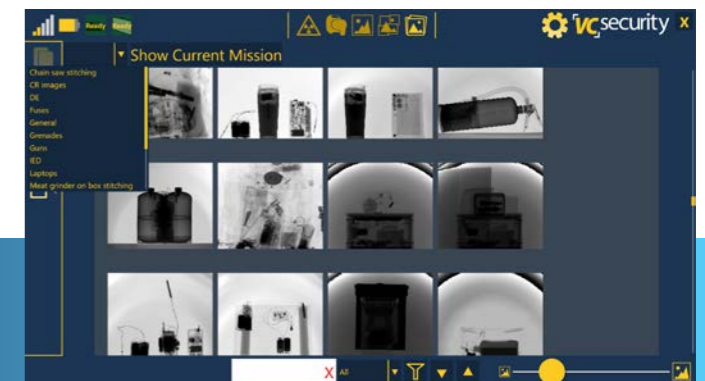 Ready Ready
VCsecurity X
Show Current Mission
Chain saw stitching
CR images
DE
Fuses
General
Grenades
Guns
IED
Laptops
Meat grinder on box stitching
X All